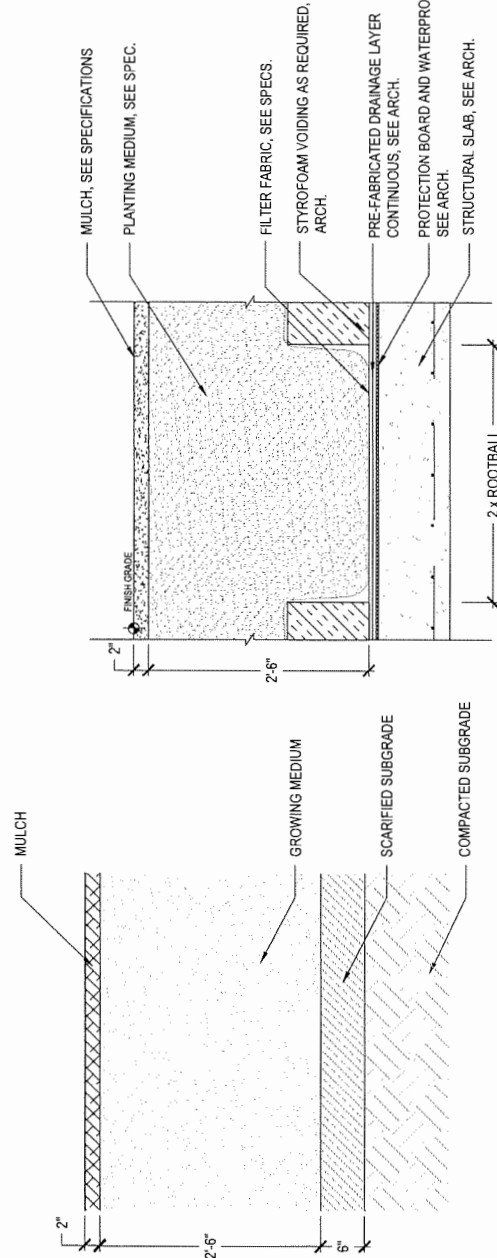 MULCH
GROWING MEDIUM
SCARIFIED SUBGRADE
COMPACTED SUBGRADE
2"
2'-6"
6"
MULCH, SEE SPECIFICATIONS
PLANTING MEDIUM, SEE SPEC.
FILTER FABRIC, SEE SPECS.
STYROFOAM VOIDING AS REQUIRED,
ARCH.
PRE-FABRICATED DRAINAGE LAYER
CONTINUOUS, SEE ARCH.
PROTECTION BOARD AND WATERPRO
SEE ARCH.
STRUCTURAL SLAB, SEE ARCH.
FINISH GRADE
2"
2'-6"
2 x ROOTBALL